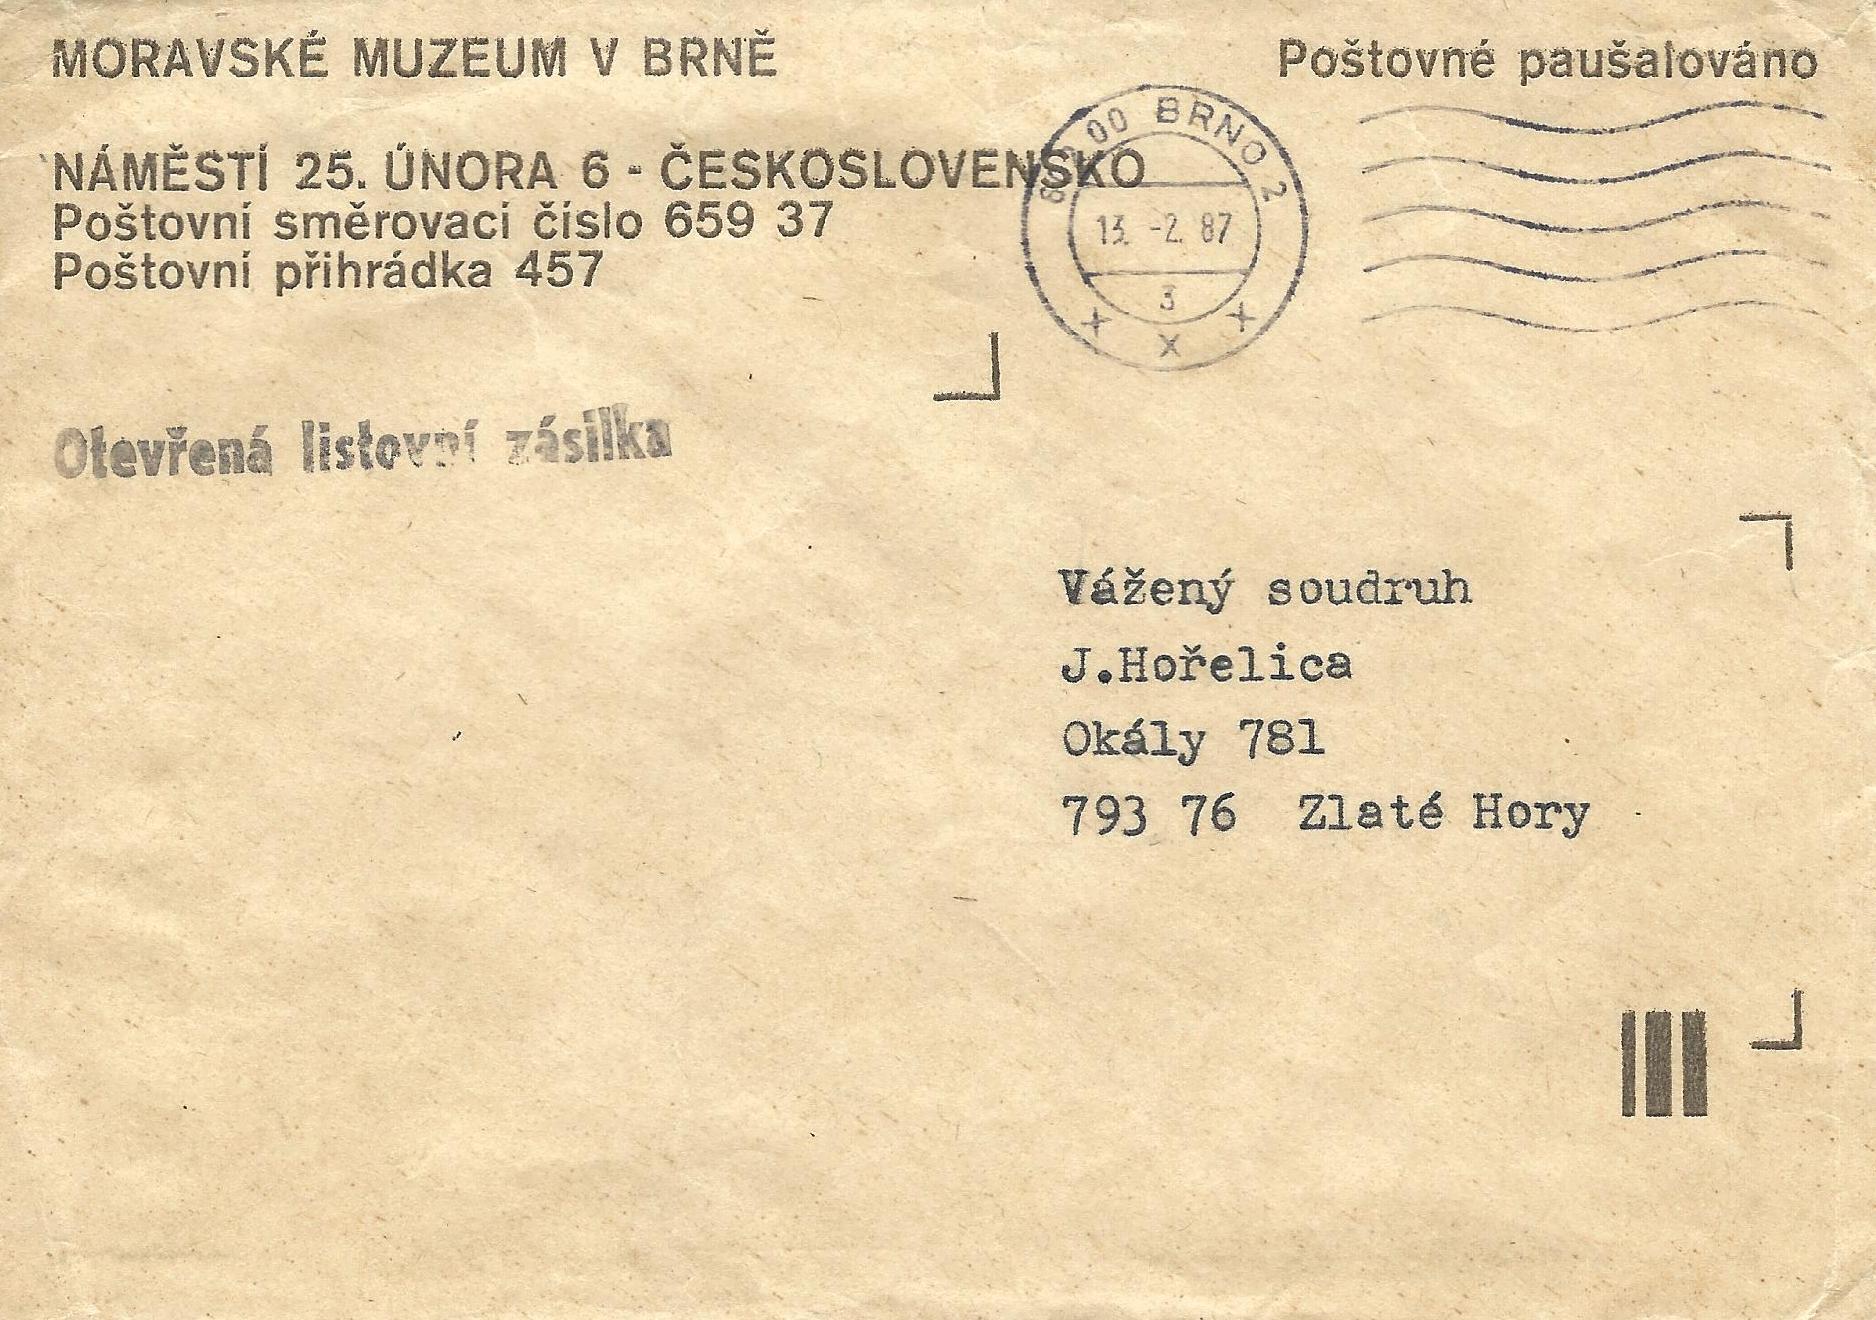 MORAVSKÉ MUZEUM V BRNĚ
Poštovné paušalováno
NÁMĚSTÍ 25. ÚNORA 6 - ČESKOSLOVENSKO
Poštovní směrovací číslo 659 37
Poštovní přihrádka 457
00 BRNO 2
13. -2. 87
3
Otevřená listovní zásilka
Vážený soudruh
J.Hořelica
Okály 781
793 76 Zlaté Hory